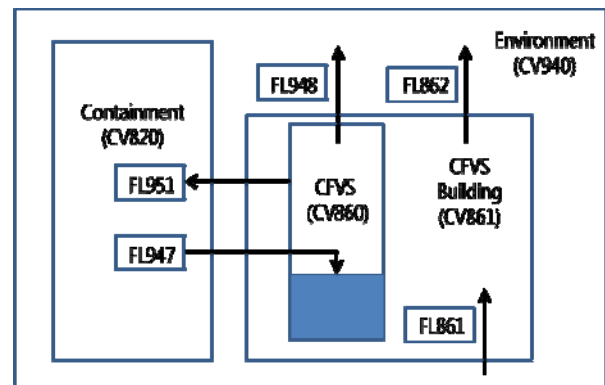 Environment
(CV940)
FL948
FL862
Containment
(CV820)
FL951
CFVS
(CV860)
CFVS
Building
(CV861)
FL947
FL861